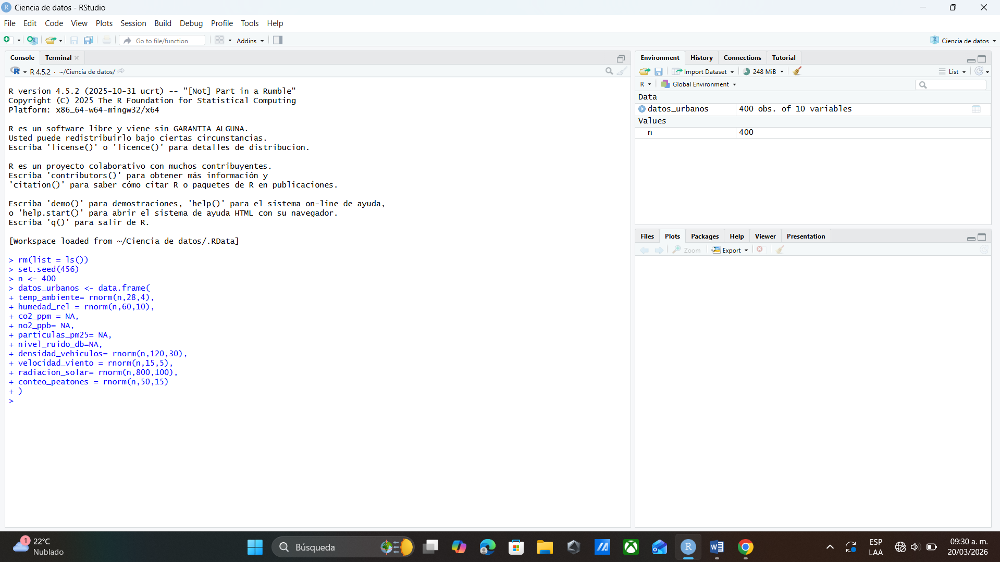 Ciencia de datos - RStudio
File Edit Code View Plots Session Build Debug Profile Tools Help
Go to file/function Addins Ciencia de datos
Console Terminal
R 4.5.2 · ~/Ciencia de datos/
R version 4.5.2 (2025-10-31 ucrt) -- "[Not] Part in a Rumble"
Copyright (C) 2025 The R Foundation for Statistical Computing
Platform: x86_64-w64-mingw32/x64
R es un software libre y viene sin GARANTIA ALGUNA.
Usted puede redistribuirlo bajo ciertas circunstancias.
Escriba 'license()' o 'licence()' para detalles de distribucion.
R es un proyecto colaborativo con muchos contribuyentes.
Escriba 'contributors()' para obtener más información y
'citation()' para saber cómo citar R o paquetes de R en publicaciones.
Escriba 'demo()' para demostraciones, 'help()' para el sistema on-line de ayuda,
o 'help.start()' para abrir el sistema de ayuda HTML con su navegador.
Escriba 'q()' para salir de R.
[Workspace loaded from ~/Ciencia de datos/.RData]
> rm(list = ls())
> set.seed(456)
> n <- 400
> datos_urbanos <- data.frame(
+ temp_ambiente= rnorm(n,28,4),
+ humedad_rel = rnorm(n,60,10),
+ co2_ppm = NA,
+ no2_ppb= NA,
+ particulas_pm25= NA,
+ nivel_ruido_db=NA,
+ densidad_vehiculos= rnorm(n,120,30),
+ velocidad_viento = rnorm(n,15,5),
+ radiacion_solar= rnorm(n,800,100),
+ conteo_peatones = rnorm(n,50,15)
+ )
>
Environment History Connections Tutorial
Import Dataset 248 MiB List
R Global Environment
Data
datos_urbanos 400 obs. of 10 variables
Values
n 400
Files Plots Packages Help Viewer Presentation
Zoom Export
1 22°C
Nublado
Búsqueda
ESP
LAA
09:30 a. m.
20/03/2026